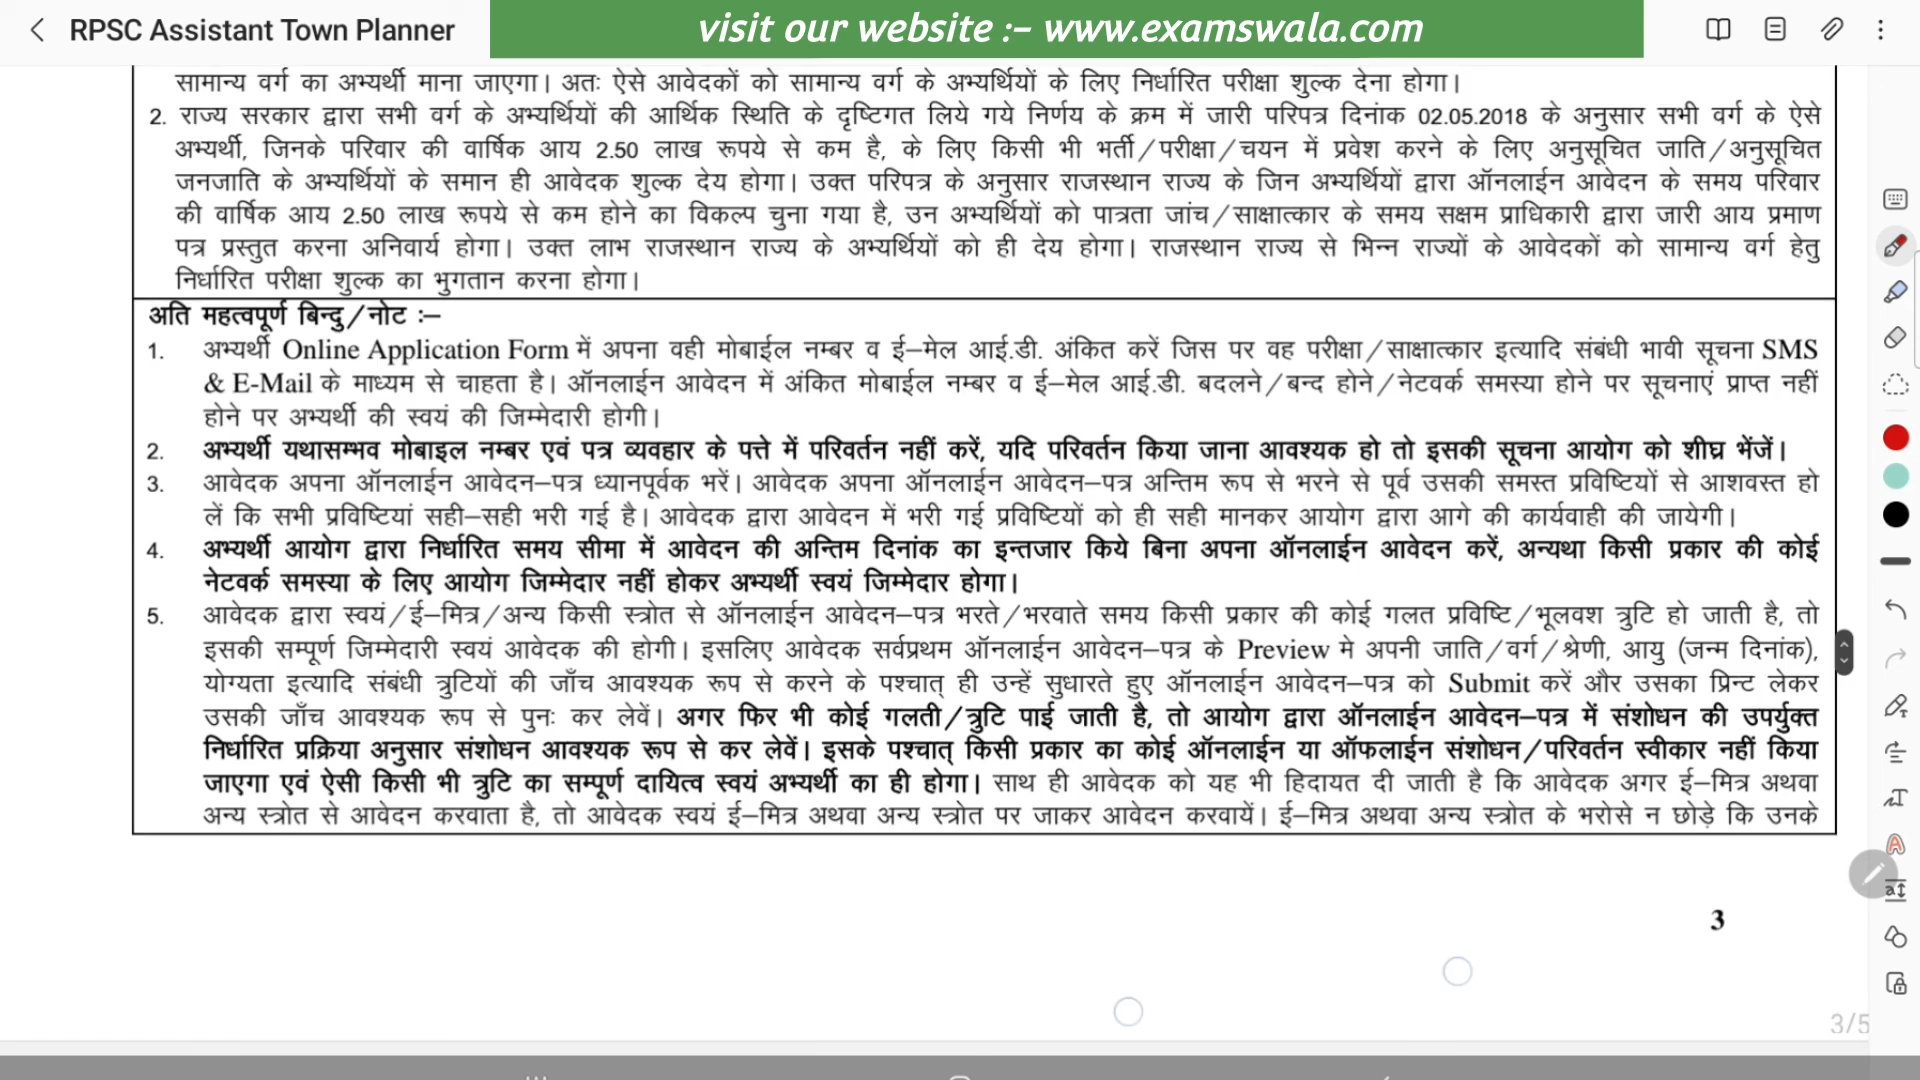 RPSC Assistant Town Planner
visit our website :- www.examswala.com
सामान्य वर्ग का अभ्यर्थी माना जाएगा। अतः ऐसे आवेदकों को सामान्य वर्ग के अभ्यर्थियों के लिए निर्धारित परीक्षा शुल्क देना होगा।
2. राज्य सरकार द्वारा सभी वर्ग के अभ्यर्थियों की आर्थिक स्थिति के दृष्टिगत लिये गये निर्णय के क्रम में जारी परिपत्र दिनांक 02.05.2018 के अनुसार सभी वर्ग के ऐसे
अभ्यर्थी, जिनके परिवार की वार्षिक आय 2.50 लाख रूपये से कम है, के लिए किसी भी भर्ती/परीक्षा/चयन में प्रवेश करने के लिए अनुसूचित जाति/अनुसूचित
जनजाति के अभ्यर्थियों के समान ही आवेदक शुल्क देय होगा। उक्त परिपत्र के अनुसार राजस्थान राज्य के जिन अभ्यर्थियों द्वारा ऑनलाईन आवेदन के समय परिवार
की वार्षिक आय 2.50 लाख रूपये से कम होने का विकल्प चुना गया है, उन अभ्यर्थियों को पात्रता जांच/साक्षात्कार के समय सक्षम प्राधिकारी द्वारा जारी आय प्रमाण
पत्र प्रस्तुत करना अनिवार्य होगा। उक्त लाभ राजस्थान राज्य के अभ्यर्थियों को ही देय होगा। राजस्थान राज्य से भिन्न राज्यों के आवेदकों को सामान्य वर्ग हेतु
निर्धारित परीक्षा शुल्क का भुगतान करना होगा।
अति महत्वपूर्ण बिन्दु/नोट :–
1. अभ्यर्थी Online Application Form में अपना वही मोबाईल नम्बर व ई–मेल आई.डी. अंकित करें जिस पर वह परीक्षा/साक्षात्कार इत्यादि संबंधी भावी सूचना SMS
& E-Mail के माध्यम से चाहता है। ऑनलाईन आवेदन में अंकित मोबाईल नम्बर व ई–मेल आई.डी. बदलने/बन्द होने/नेटवर्क समस्या होने पर सूचनाएं प्राप्त नहीं
होने पर अभ्यर्थी की स्वयं की जिम्मेदारी होगी।
2. अभ्यर्थी यथासम्भव मोबाइल नम्बर एवं पत्र व्यवहार के पत्ते में परिवर्तन नहीं करें, यदि परिवर्तन किया जाना आवश्यक हो तो इसकी सूचना आयोग को शीघ्र भेंजें।
3. आवेदक अपना ऑनलाईन आवेदन–पत्र ध्यानपूर्वक भरें। आवेदक अपना ऑनलाईन आवेदन–पत्र अन्तिम रूप से भरने से पूर्व उसकी समस्त प्रविष्टियों से आशवस्त हो
लें कि सभी प्रविष्टियां सही–सही भरी गई है। आवेदक द्वारा आवेदन में भरी गई प्रविष्टियों को ही सही मानकर आयोग द्वारा आगे की कार्यवाही की जायेगी।
4. अभ्यर्थी आयोग द्वारा निर्धारित समय सीमा में आवेदन की अन्तिम दिनांक का इन्तजार किये बिना अपना ऑनलाईन आवेदन करें, अन्यथा किसी प्रकार की कोई
नेटवर्क समस्या के लिए आयोग जिम्मेदार नहीं होकर अभ्यर्थी स्वयं जिम्मेदार होगा।
5. आवेदक द्वारा स्वयं/ई–मित्र/अन्य किसी स्त्रोत से ऑनलाईन आवेदन–पत्र भरते/भरवाते समय किसी प्रकार की कोई गलत प्रविष्टि/भूलवश त्रुटि हो जाती है, तो
इसकी सम्पूर्ण जिम्मेदारी स्वयं आवेदक की होगी। इसलिए आवेदक सर्वप्रथम ऑनलाईन आवेदन–पत्र के Preview मे अपनी जाति/वर्ग/श्रेणी, आयु (जन्म दिनांक),
योग्यता इत्यादि संबंधी त्रुटियों की जाँच आवश्यक रूप से करने के पश्चात् ही उन्हें सुधारते हुए ऑनलाईन आवेदन–पत्र को Submit करें और उसका प्रिन्ट लेकर
उसकी जाँच आवश्यक रूप से पुनः कर लेवें। अगर फिर भी कोई गलती/त्रुटि पाई जाती है, तो आयोग द्वारा ऑनलाईन आवेदन–पत्र में संशोधन की उपर्युक्त
निर्धारित प्रक्रिया अनुसार संशोधन आवश्यक रूप से कर लेवें। इसके पश्चात् किसी प्रकार का कोई ऑनलाईन या ऑफलाईन संशोधन/परिवर्तन स्वीकार नहीं किया
जाएगा एवं ऐसी किसी भी त्रुटि का सम्पूर्ण दायित्व स्वयं अभ्यर्थी का ही होगा। साथ ही आवेदक को यह भी हिदायत दी जाती है कि आवेदक अगर ई–मित्र अथवा
अन्य स्त्रोत से आवेदन करवाता है, तो आवेदक स्वयं ई–मित्र अथवा अन्य स्त्रोत पर जाकर आवेदन करवायें। ई–मित्र अथवा अन्य स्त्रोत के भरोसे न छोड़े कि उनके
3
3/5